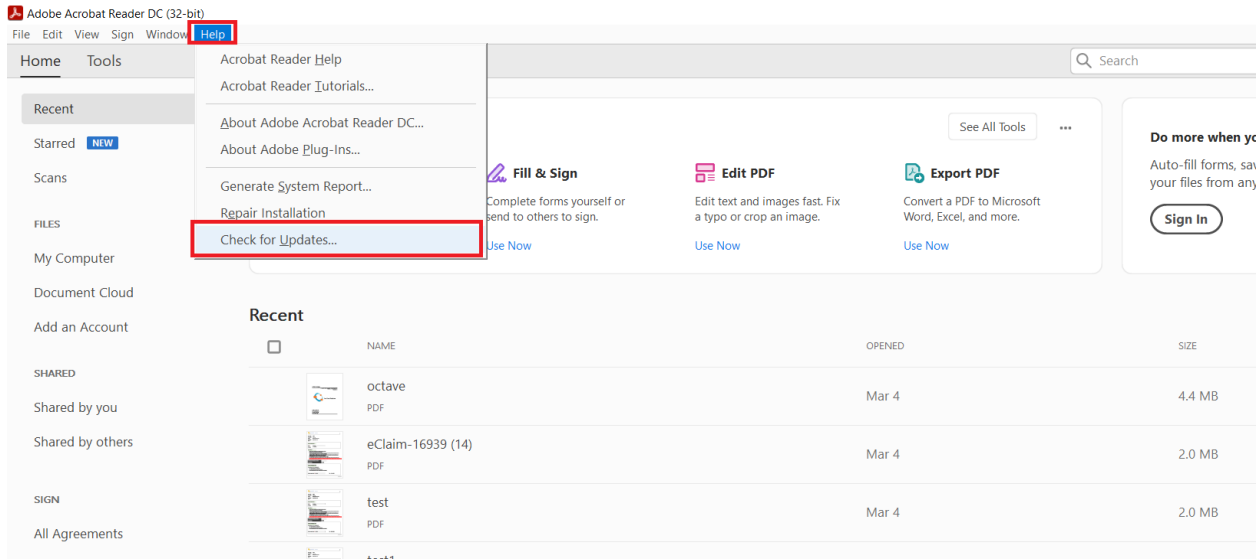 Adobe Acrobat Reader DC (32-bit)
File Edit View Sign Window Help
Home Tools
Search
Acrobat Reader Help
Acrobat Reader Tutorials...
About Adobe Acrobat Reader DC...
About Adobe Plug-Ins...
Generate System Report...
Repair Installation
Check for Updates...
Recent
Starred NEW
Scans
FILES
My Computer
Document Cloud
Add an Account
SHARED
Shared by you
Shared by others
SIGN
All Agreements
See All Tools
Fill & Sign
Complete forms yourself or
send to others to sign.
Use Now
Edit PDF
Edit text and images fast. Fix
a typo or crop an image.
Use Now
Export PDF
Convert a PDF to Microsoft
Word, Excel, and more.
Use Now
Do more when
Auto-fill forms,
your files from
Sign In
Recent
NAME OPENED SIZE
octave
PDF
Mar 4 4.4 MB
eClaim-16939 (14)
PDF
Mar 4 2.0 MB
test
PDF
Mar 4 2.0 MB